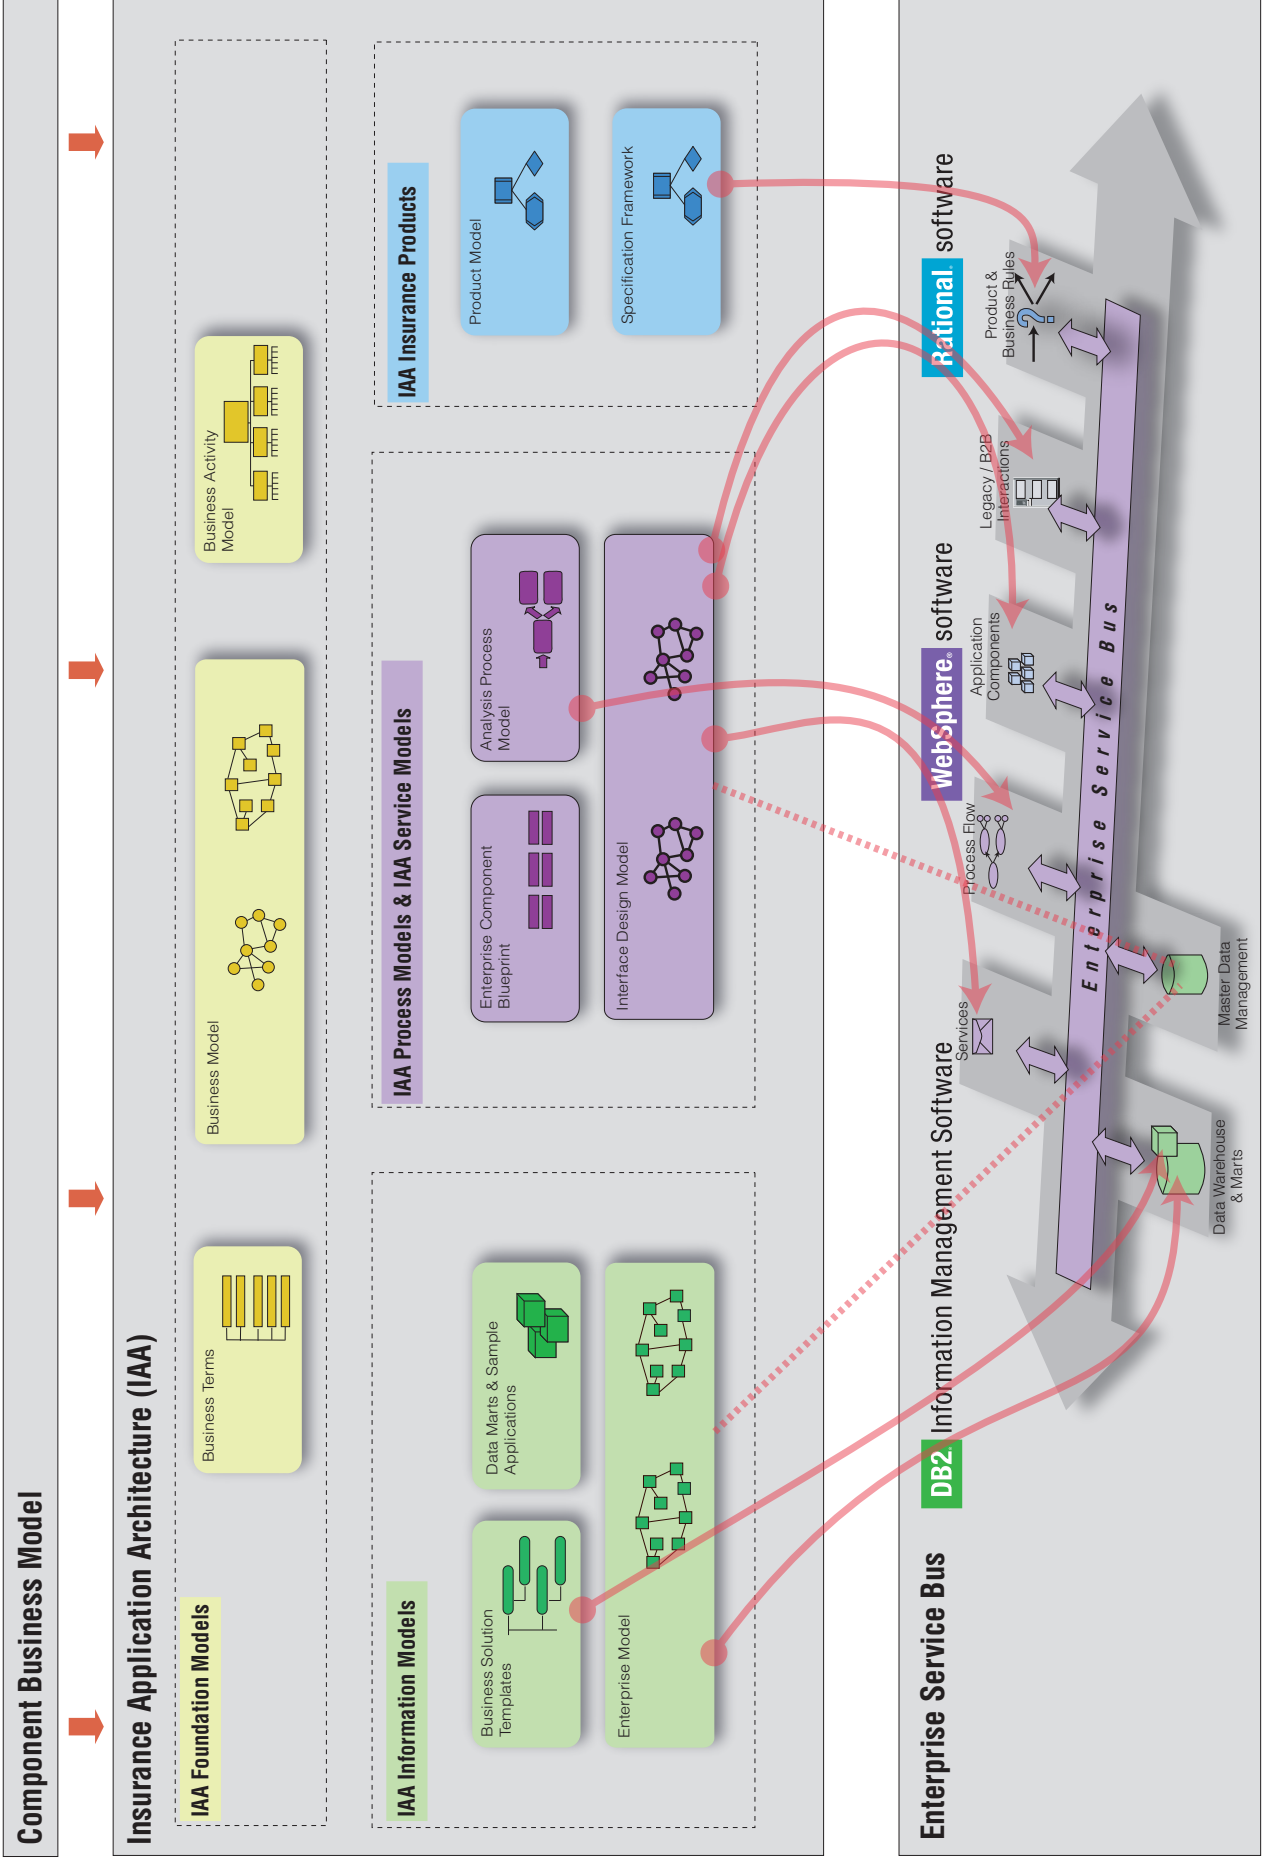 Component Business Model
Insurance Application Architecture (IAA)
IAA Foundation Models
Business Terms
Business Model
Business Activity
Model
IAA Information Models
Business Solution
Templates
Data Marts & Sample
Applications
Enterprise Model
IAA Process Models & IAA Service Models
Enterprise Component
Blueprint
Analysis Process
Model
Interface Design Model
IAA Insurance Products
Product Model
Specification Framework
Enterprise Service Bus
DB2. Information Management Software
WebSphere® software
Rational. software
Services
Process Flow
Application
Components
Legacy / B2B
Interactions
Product &
Business Rules
Enterprise Service Bus
Data Warehouse
& Marts
Master Data
Management